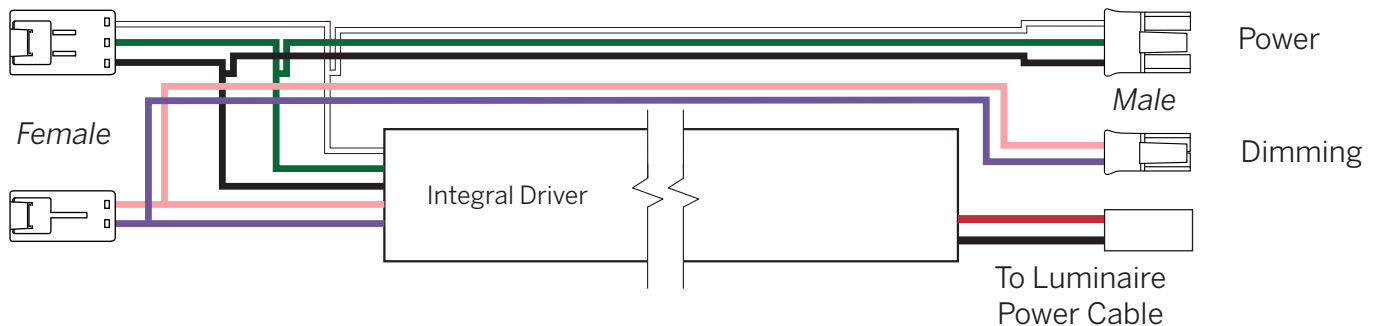 Power
Male
Female
Dimming
Integral Driver
To Luminaire
Power Cable